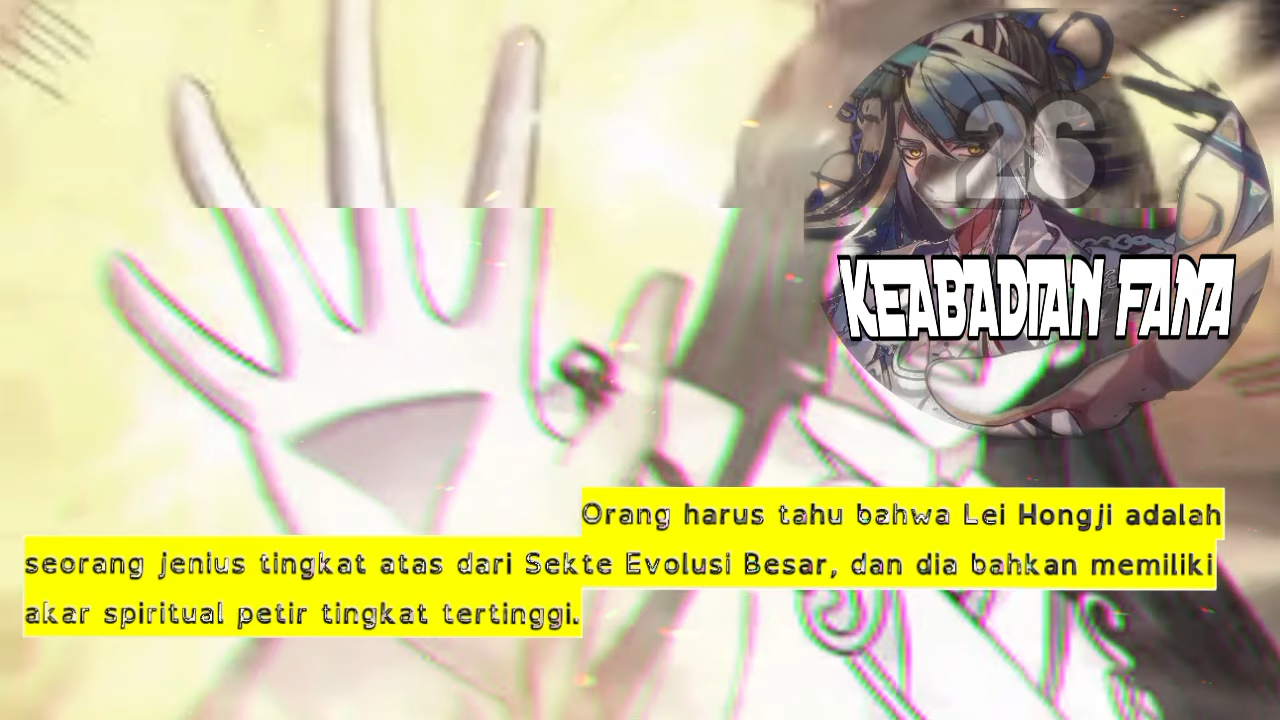 26
KEABADIAN FANA
Orang harus tahu bahwa Lei Hongji adalah
seorang jenius tingkat atas dari Sekte Evolusi Besar, dan dia bahkan memiliki
akar spiritual petir tingkat tertinggi.